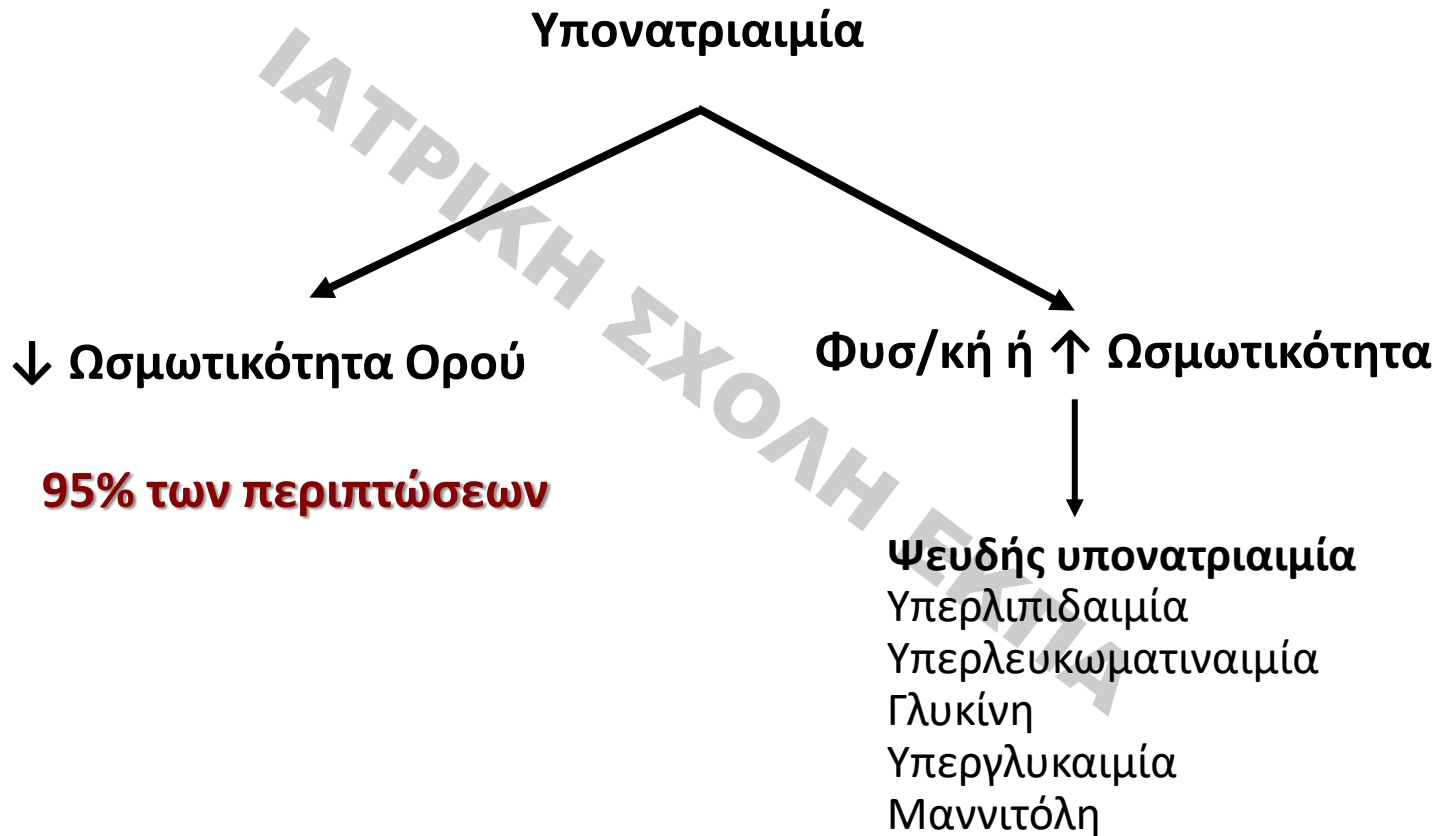 Υπονατριαιμία
↓ Ωσμωτικότητα Ορού
Φυσ/κή ή ↑ Ωσμωτικότητα
95% των περιπτώσεων
Ψευδής υπονατριαιμία
Υπερλιπιδαιμία
Υπερλευκωματιναιμία
Γλυκίνη
Υπεργλυκαιμία
Μαννιτόλη
ΙΑΤΡΙΚΗ ΣΧΟΛΗ ΕΚΠΑ